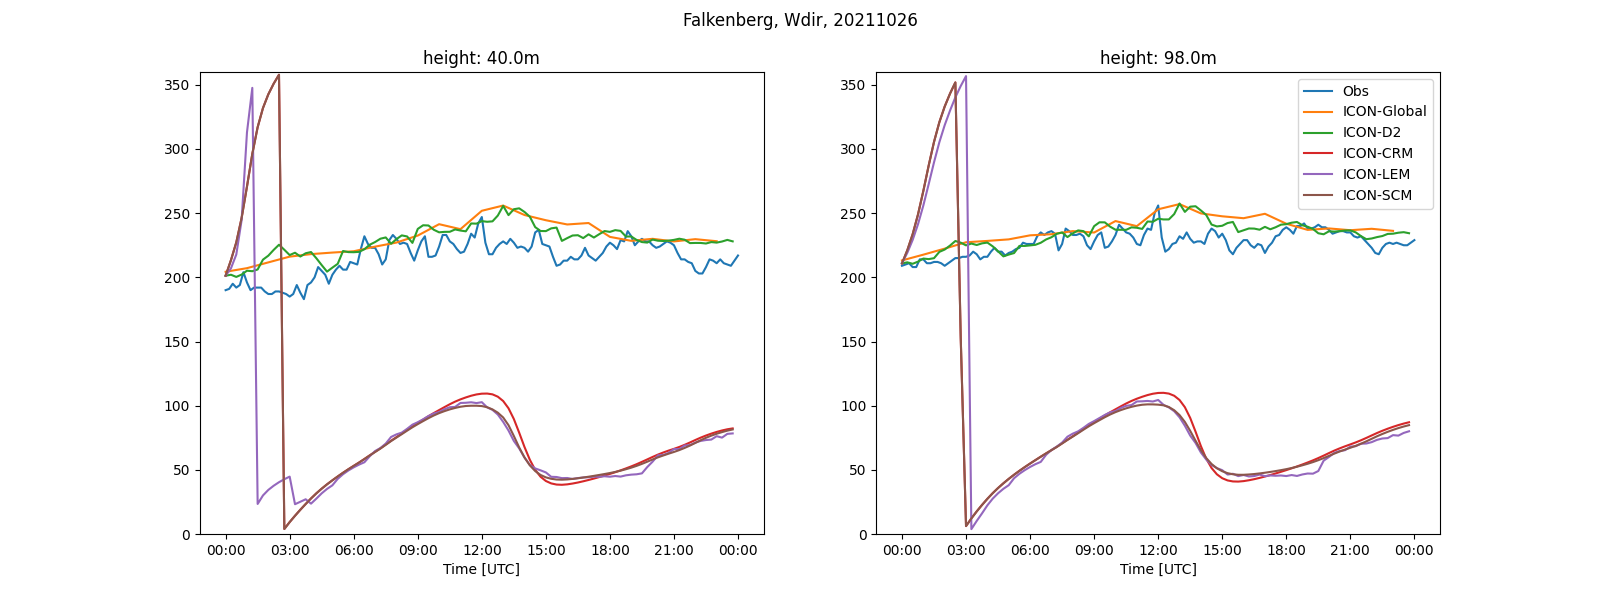 Falkenberg, Wdir, 20211026
height: 40.0m
350
300
250
200
150
100
50
0
00:00 03:00 06:00 09:00 12:00 15:00 18:00 21:00 00:00
Time [UTC]
height: 98.0m
350
300
250
200
150
100
50
0
00:00 03:00 06:00 09:00 12:00 15:00 18:00 21:00 00:00
Time [UTC]
Obs
ICON-Global
ICON-D2
ICON-CRM
ICON-LEM
ICON-SCM